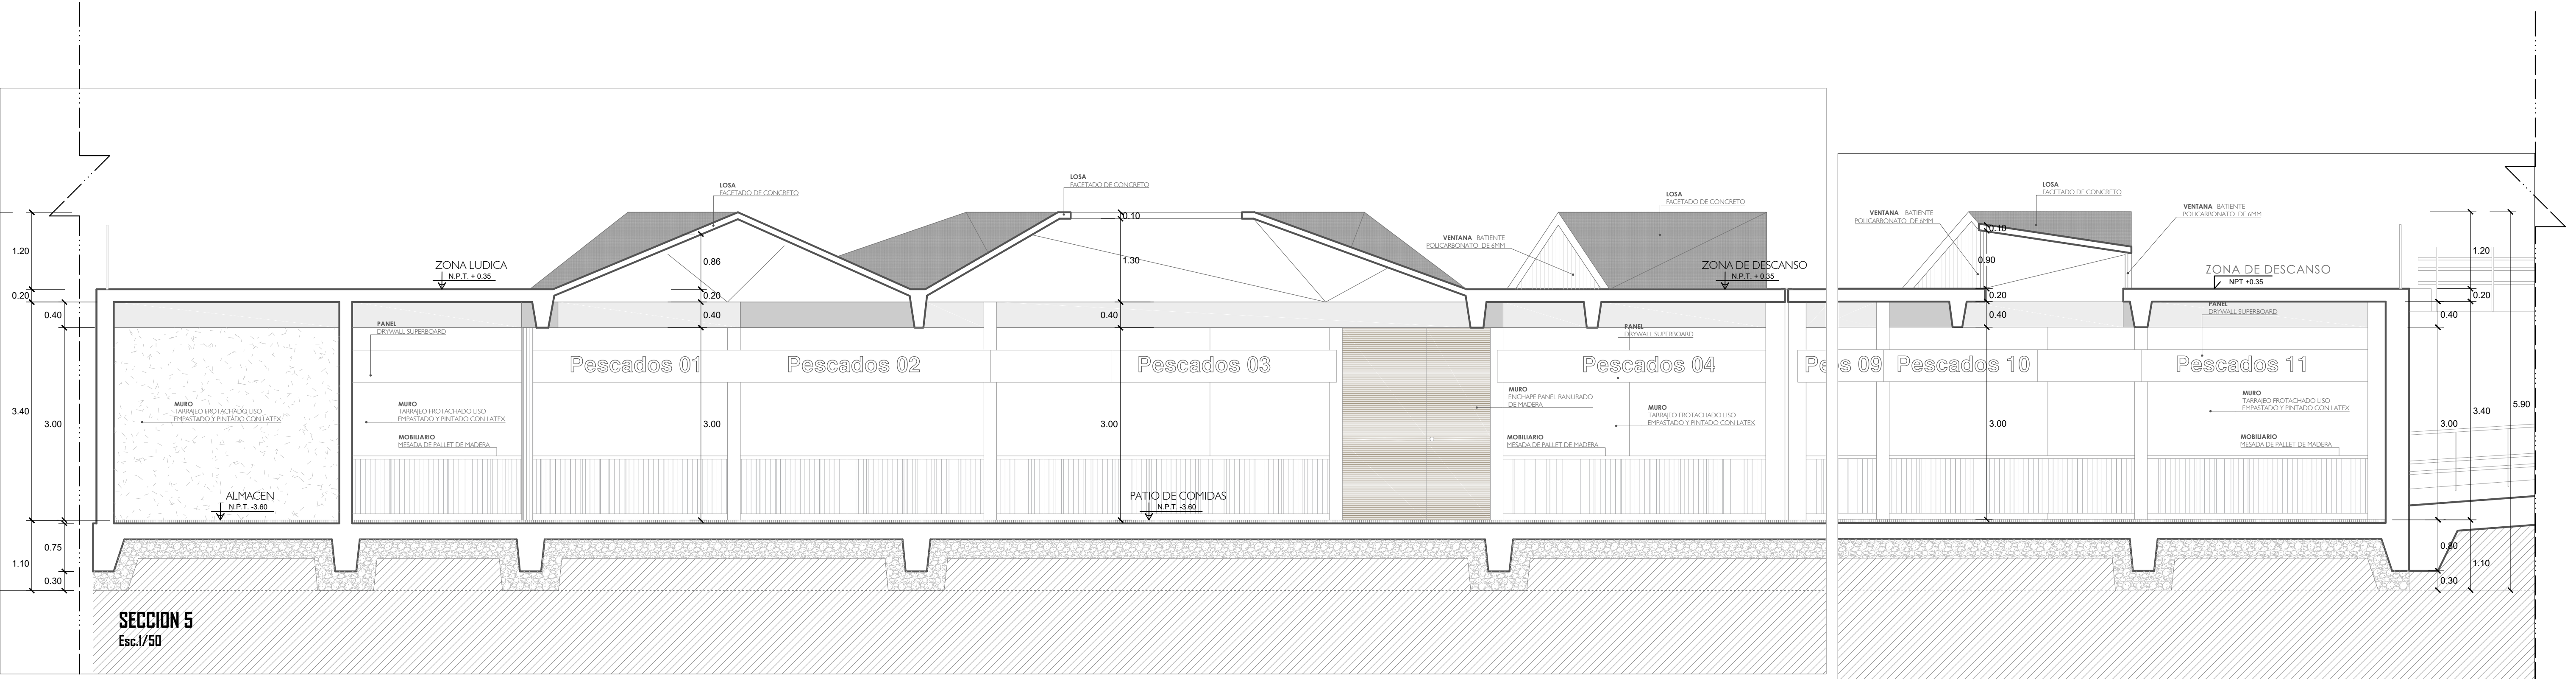 LOSA
FACETADO DE CONCRETO
LOSA
FACETADO DE CONCRETO
LOSA
FACETADO DE CONCRETO
LOSA
FACETADO DE CONCRETO
VENTANA BATIENTE
POLICARBONATO DE 6MM
VENTANA BATIENTE
POLICARBONATO DE 6MM
VENTANA BATIENTE
POLICARBONATO DE 6MM
ZONA LUDICA
N.P.T. + 0.35
ZONA DE DESCANSO
N.P.T. + 0.35
ZONA DE DESCANSO
NPT +0.35
1.20
0.20
0.40
3.40
3.00
0.75
1.10
0.30
0.86
0.20
0.40
3.00
0.10
1.30
0.40
3.00
0.10
0.90
0.20
0.40
3.00
1.20
0.20
0.40
3.40
3.00
5.90
0.80
1.10
0.30
PANEL
DRYWALL SUPERBOARD
PANEL
DRYWALL SUPERBOARD
PANEL
DRYWALL SUPERBOARD
Pescados 01
Pescados 02
Pescados 03
Pescados 04
Pe
os 09
Pescados 10
Pescados 11
MURO
TARRAJEO FROTACHADO LISO
EMPASTADO Y PINTADO CON LATEX
MURO
TARRAJEO FROTACHADO LISO
EMPASTADO Y PINTADO CON LATEX
MURO
ENCHAPE PANEL RANURADO
DE MADERA
MURO
TARRAJEO FROTACHADO LISO
EMPASTADO Y PINTADO CON LATEX
MURO
TARRAJEO FROTACHADO LISO
EMPASTADO Y PINTADO CON LATEX
MOBILIARIO
MESADA DE PALLET DE MADERA
MOBILIARIO
MESADA DE PALLET DE MADERA
MOBILIARIO
MESADA DE PALLET DE MADERA
ALMACEN
N.P.T. -3.60
PATIO DE COMIDAS
N.P.T. -3.60
SECCION 5
Esc.1/50